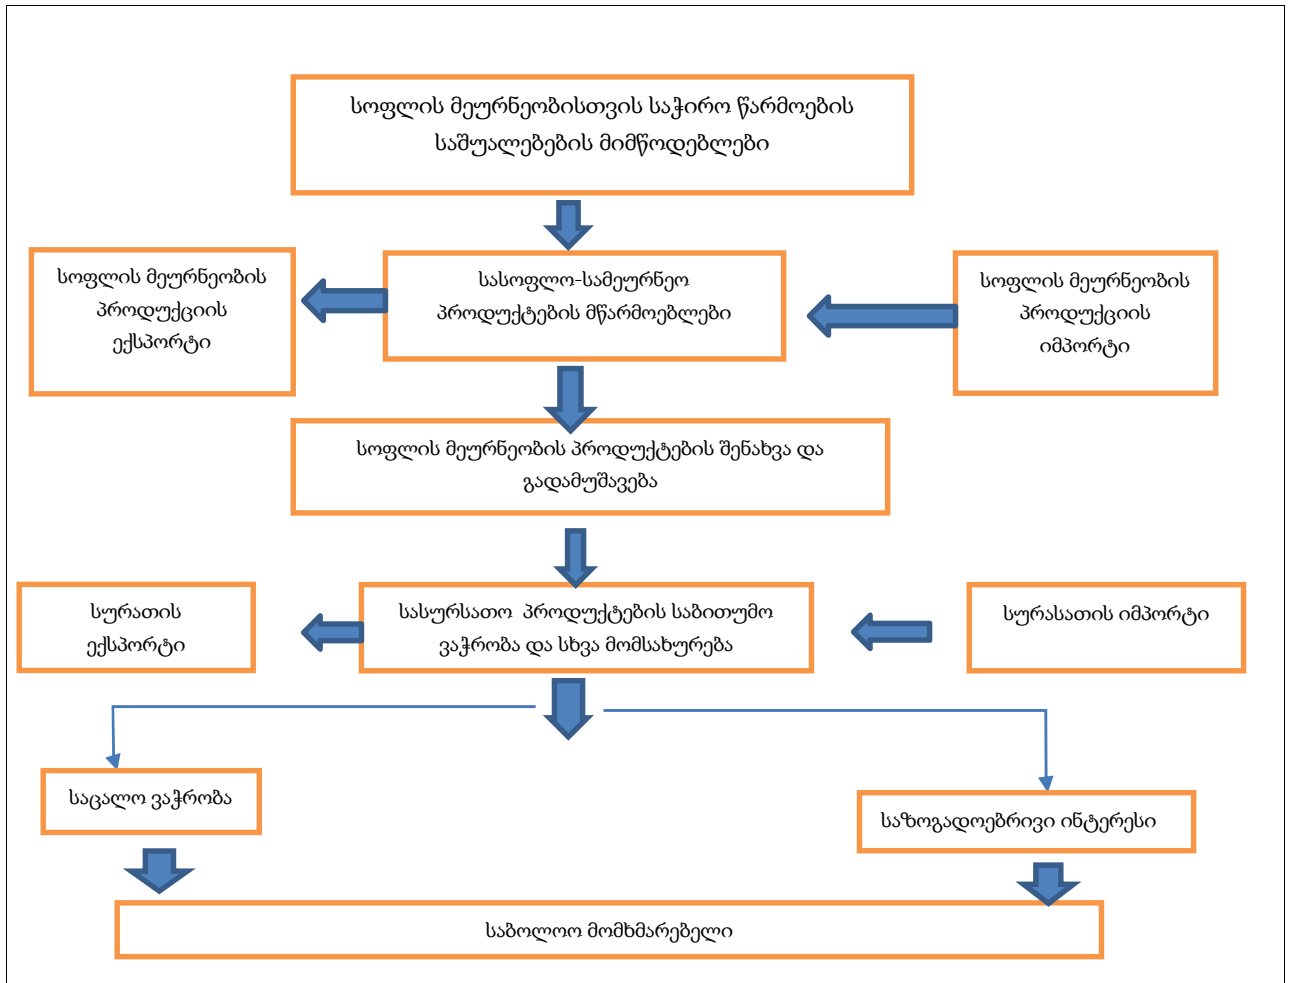 სოფლის მეურნეობისთვის საჭირო წარმოების
საშუალებების მიმწოდებლები
სოფლის მეურნეობის
პროდუქციის
ექსპორტი
სასოფლო-სამეურნეო
პროდუქტების მწარმოებლები
სოფლის მეურნეობის
პროდუქციის
იმპორტი
სოფლის მეურნეობის პროდუქტების შენახვა და
გადამუშავება
სურათის
ექსპორტი
სასურსათო პროდუქტების საბითუმო
ვაჭრობა და სხვა მომსახურება
სურასათის იმპორტი
საცალო ვაჭრობა
საზოგადოებრივი ინტერესი
საბოლოო მომხმარებელი